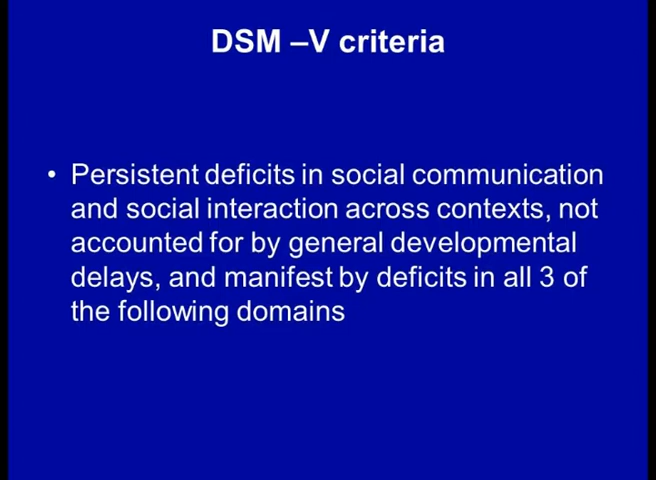 DSM –V criteria
• Persistent deficits in social communication
and social interaction across contexts, not
accounted for by general developmental
delays, and manifest by deficits in all 3 of
the following domains